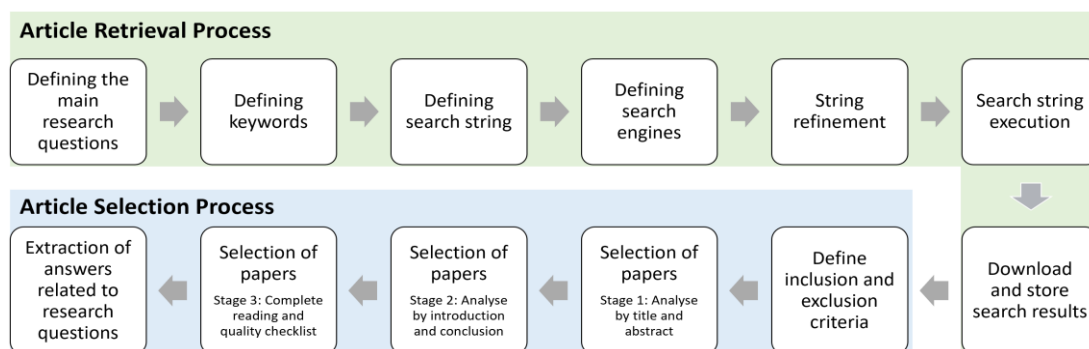 Article Retrieval Process
Defining the
main
research
questions
Defining
keywords
Defining
search string
Defining
search
engines
String
refinement
Search string
execution
Download
and store
search results
Article Selection Process
Define
inclusion and
exclusion
criteria
Selection of
papers
Stage 1: Analyse
by title and
abstract
Selection of
papers
Stage 2: Analyse
by introduction
and conclusion
Selection of
papers
Stage 3: Complete
reading and
quality checklist
Extraction of
answers
related to
research
questions